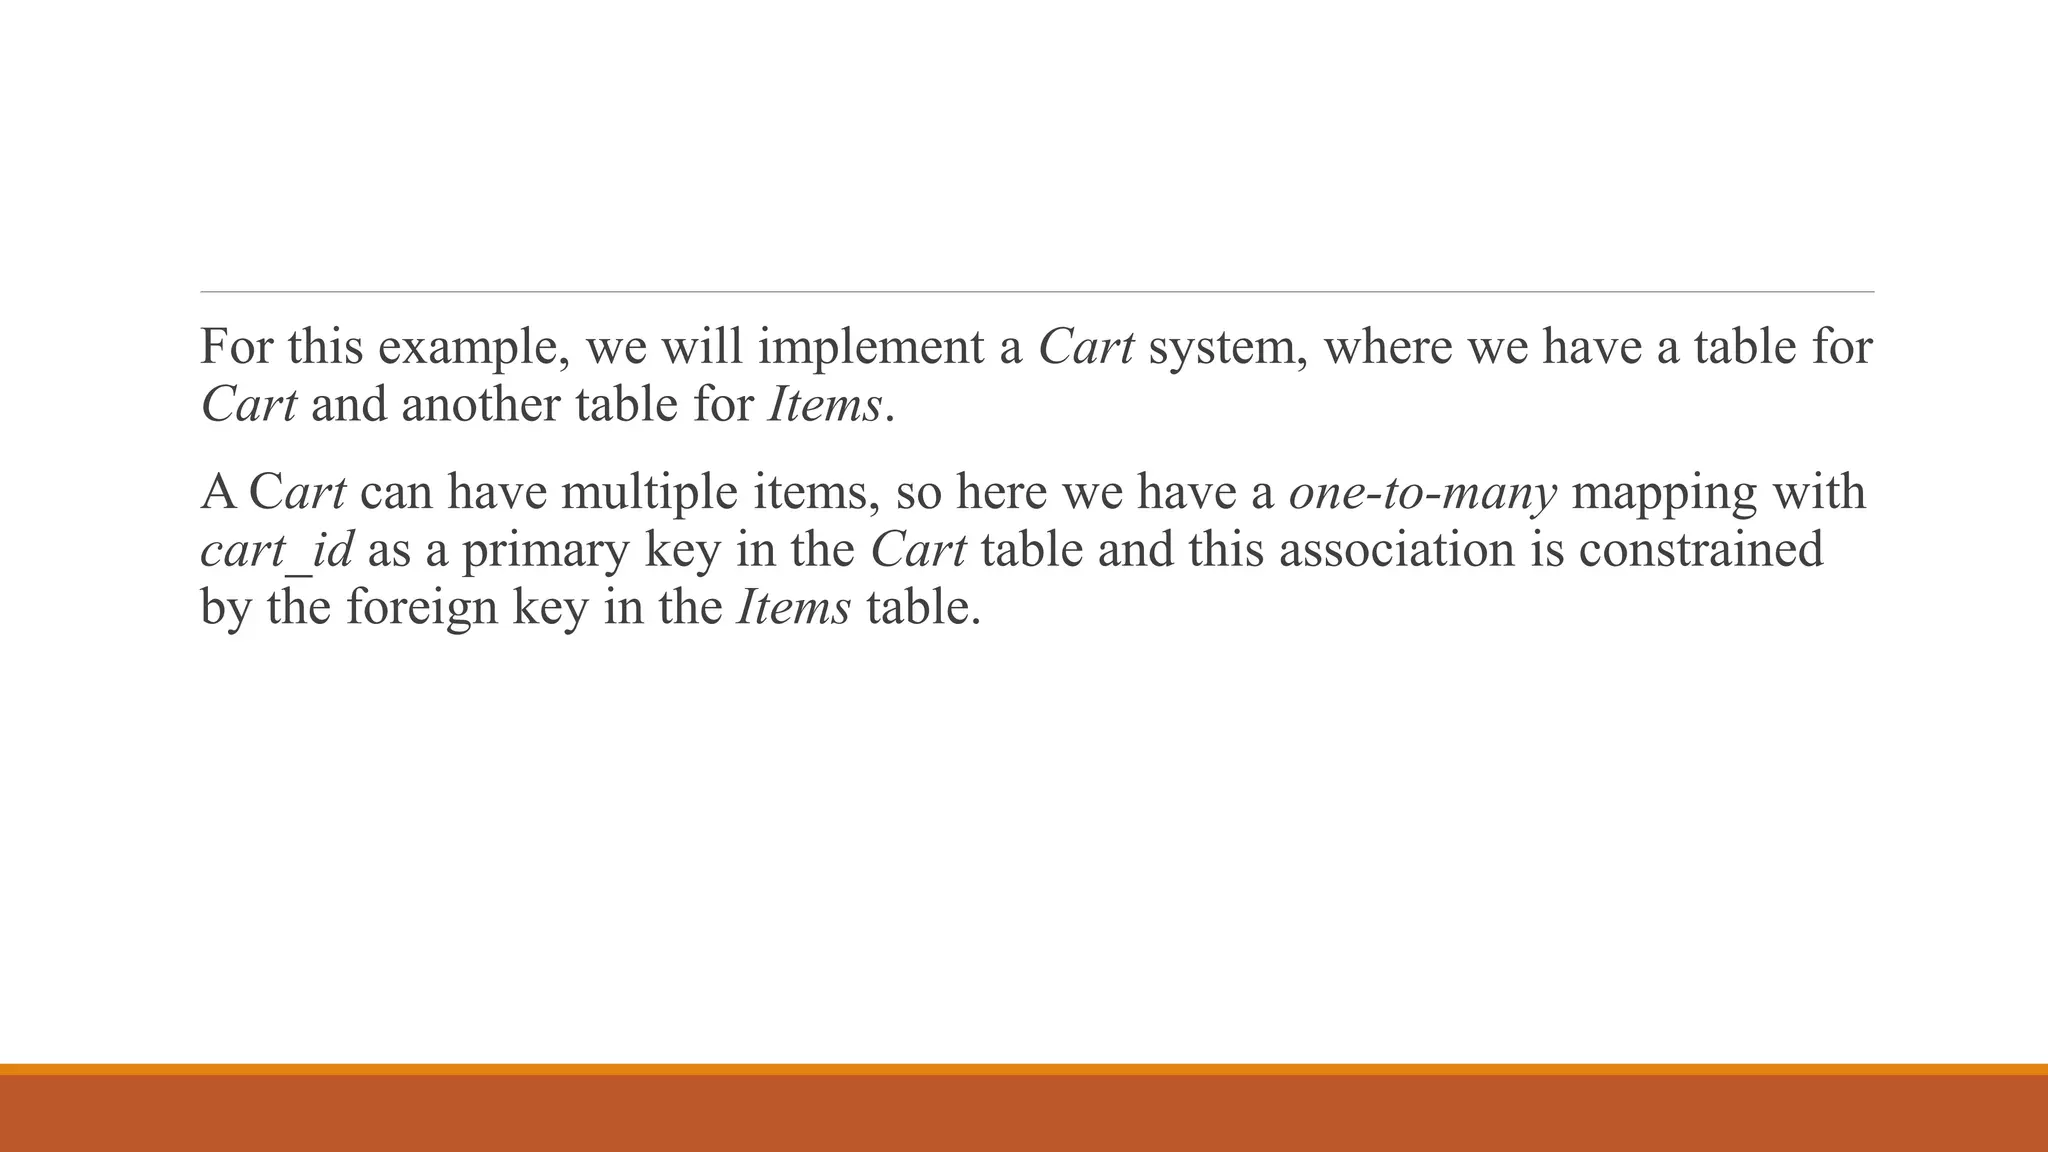 For this example, we will implement a Cart system, where we have a table for
Cart and another table for Items.
A Cart can have multiple items, so here we have a one-to-many mapping with
cart_id as a primary key in the Cart table and this association is constrained
by the foreign key in the Items table.